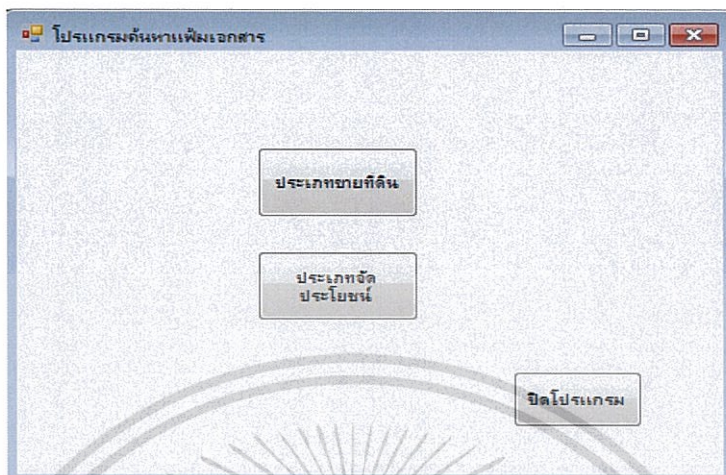 โปรแกรมค้นหาแฟ้มเอกสาร
ประเภทขายที่ดิน
ประเภทจัด
ประโยชน์
ปิดโปรแกรม